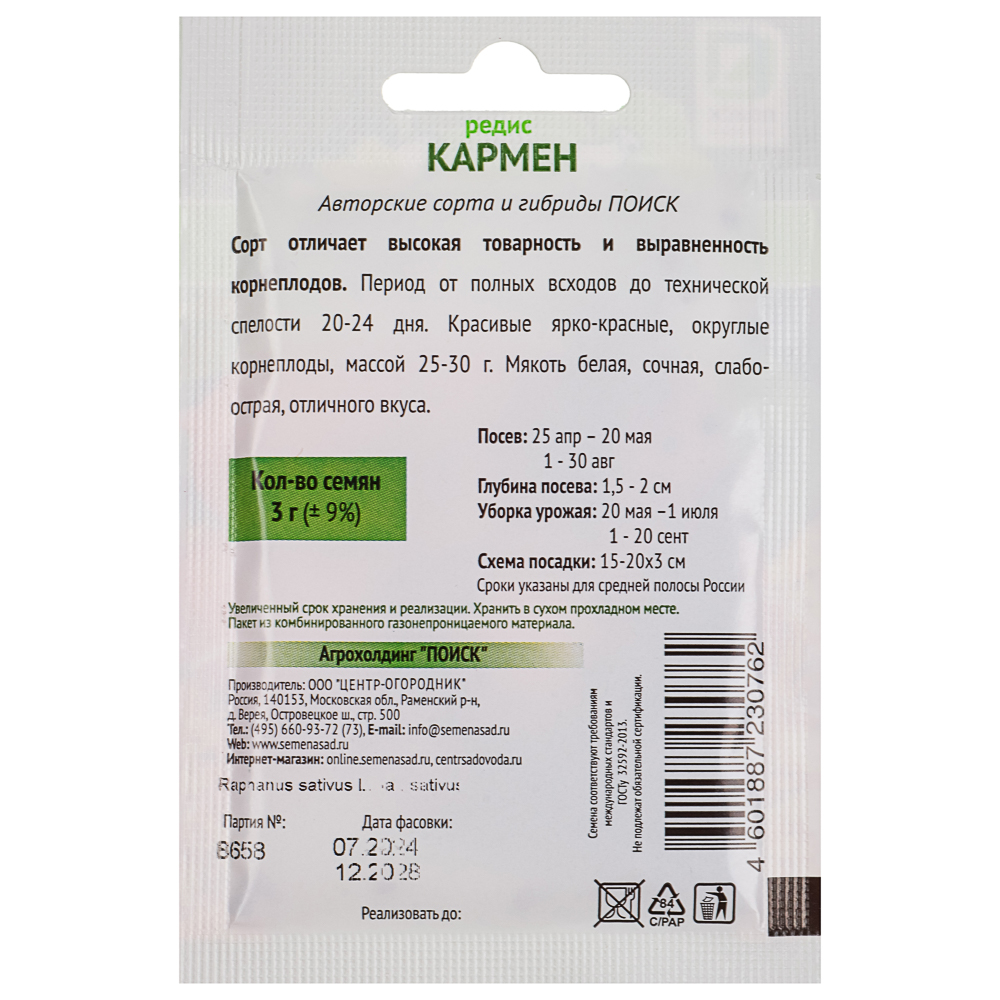 редис
КАРМЕН
Авторские сорта и гибриды ПОИСК
Сорт отличает высокая товарность и выравненность
корнеплодов. Период от полных всходов до технической
спелости 20-24 дня. Красивые ярко-красные, округлые
корнеплоды, массой 25-30 г. Мякоть белая, сочная, слабо-
острая, отличного вкуса.
Кол-во семян
3 г (± 9%)
Посев: 25 апр – 20 мая
1 - 30 авг
Глубина посева: 1,5 - 2 см
Уборка урожая: 20 мая –1 июля
1 - 20 сент
Схема посадки: 15-20х3 см
Сроки указаны для средней полосы России
Увеличенный срок хранения и реализации. Хранить в сухом прохладном месте.
Пакет из комбинированного газонепроницаемого материала.
Агрохолдинг "ПОИСК"
Производитель: ООО "ЦЕНТР-ОГОРОДНИК"
Россия, 140153, Московская обл., Раменский р-н,
д. Верея, Островецкое ш., стр. 500
Тел.: (495) 660-93-72 (73), E-mail: info@semenasad.ru
Web: www.semenasad.ru
Интернет-магазин: online.semenasad.ru, centrsadovoda.ru
Raphanus sativus L. sativus
Партия №:
8658
Дата фасовки:
07.2024
12.2028
Реализовать до:
Семена соответствуют требованиям
международных стандартов и
ГОСТу 32592-2013.
Не подлежат обязательной сертификации.
4 601887 230762
84
C/PAP